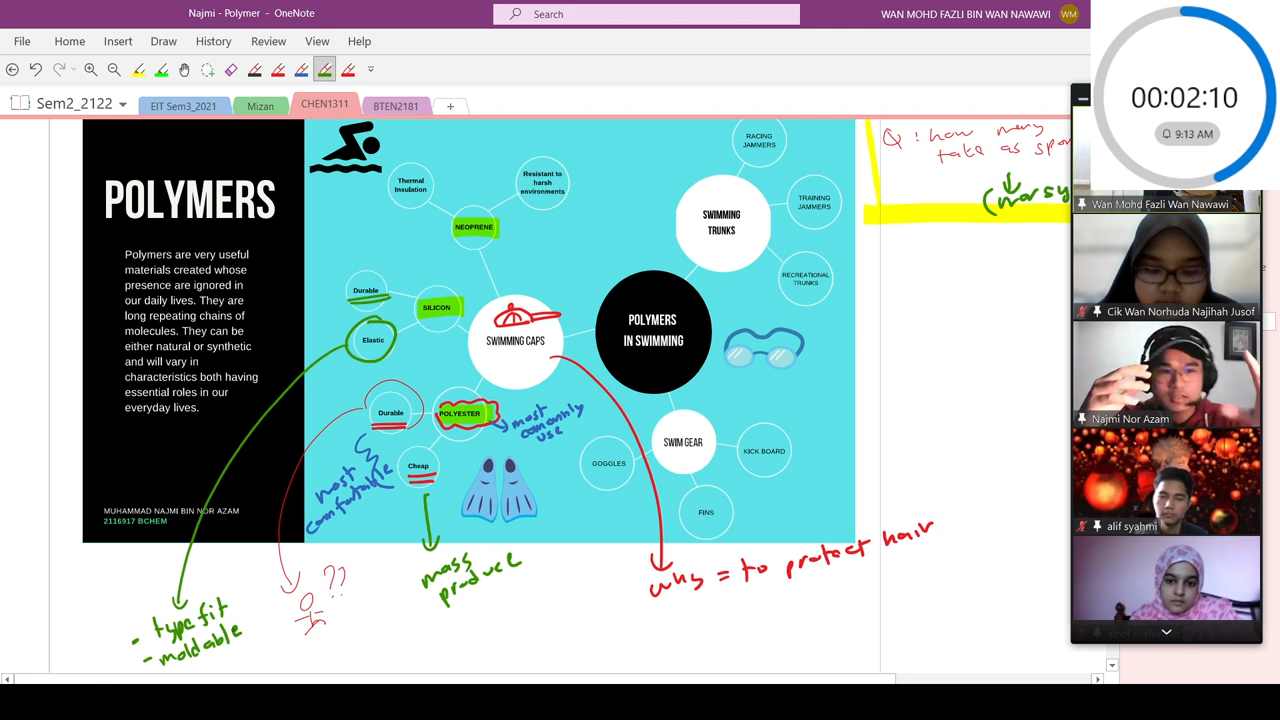 Najmi - Polymer - OneNote
Search
WAN MOHD FAZLI BIN WAN NAWAWI
WM
File Home Insert Draw History Review View Help
Sem2_2122
EIT Sem3_2021
Mizan
CHEN1311
BTEN2181
+
00:02:10
9:13 AM
POLYMERS
Polymers are very useful
materials created whose
presence are ignored in
our daily lives. They are
long repeating chains of
molecules. They can be
either natural or synthetic
and will vary in
characteristics both having
essential roles in our
everyday lives.
MUHAMMAD NAJMI BIN NOR AZAM
2116917 BCHEM
Thermal
Insulation
Resistant to
harsh
environments
NEOPRENE
Durable
SILICON
Elastic
SWIMMING CAPS
Durable
POLYESTER
Cheap
most
commonly
use
most
comfortable
POLYMERS
IN SWIMMING
SWIMMING
TRUNKS
RACING
JAMMERS
TRAINING
JAMMERS
RECREATIONAL
TRUNKS
SWIM GEAR
GOGGLES
KICK BOARD
FINS
- type fit
- moldable
??
mass
produce
why = to protect hair
Q : how many
take as spor
Wan Mohd Fazli Wan Nawawi
Cik Wan Norhuda Najihah Jusof
Najmi Nor Azam
alif syahmi